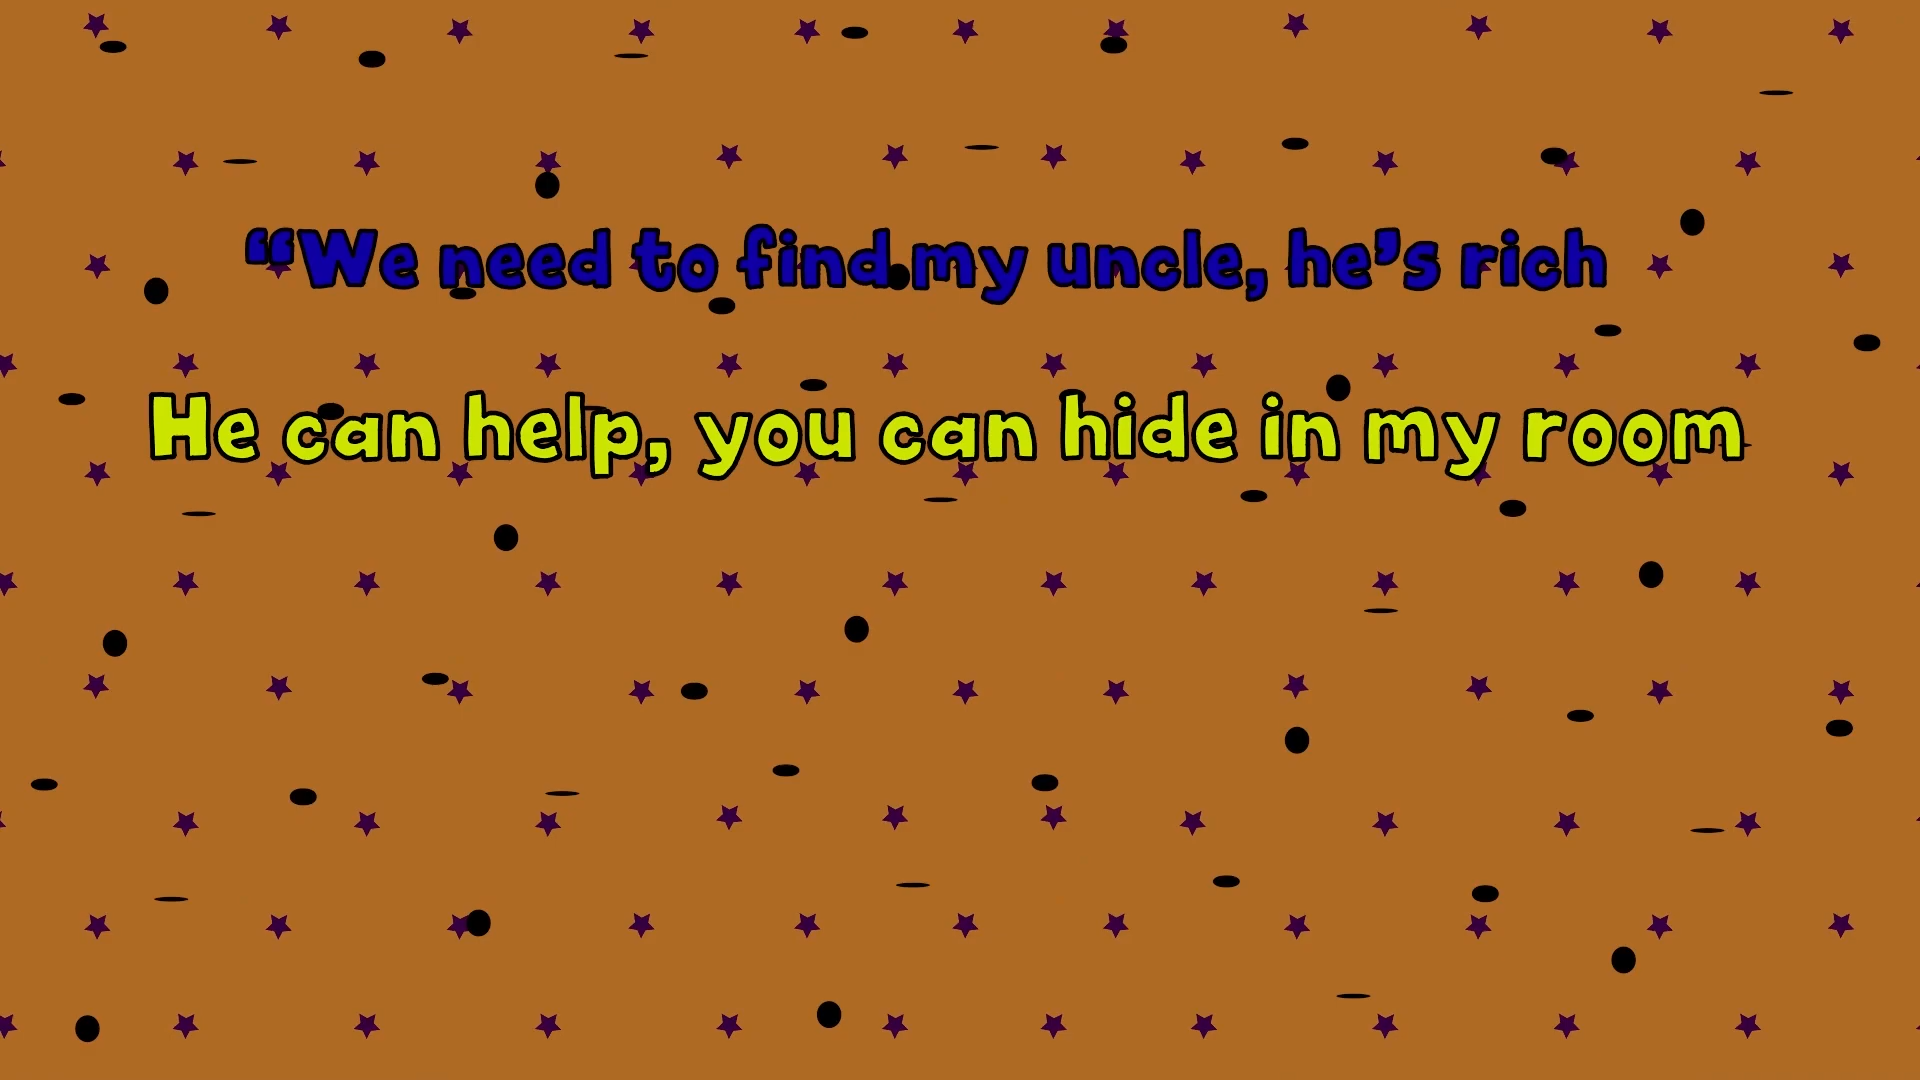 “We need to find my uncle, he’s rich
He can help, you can hide in my room